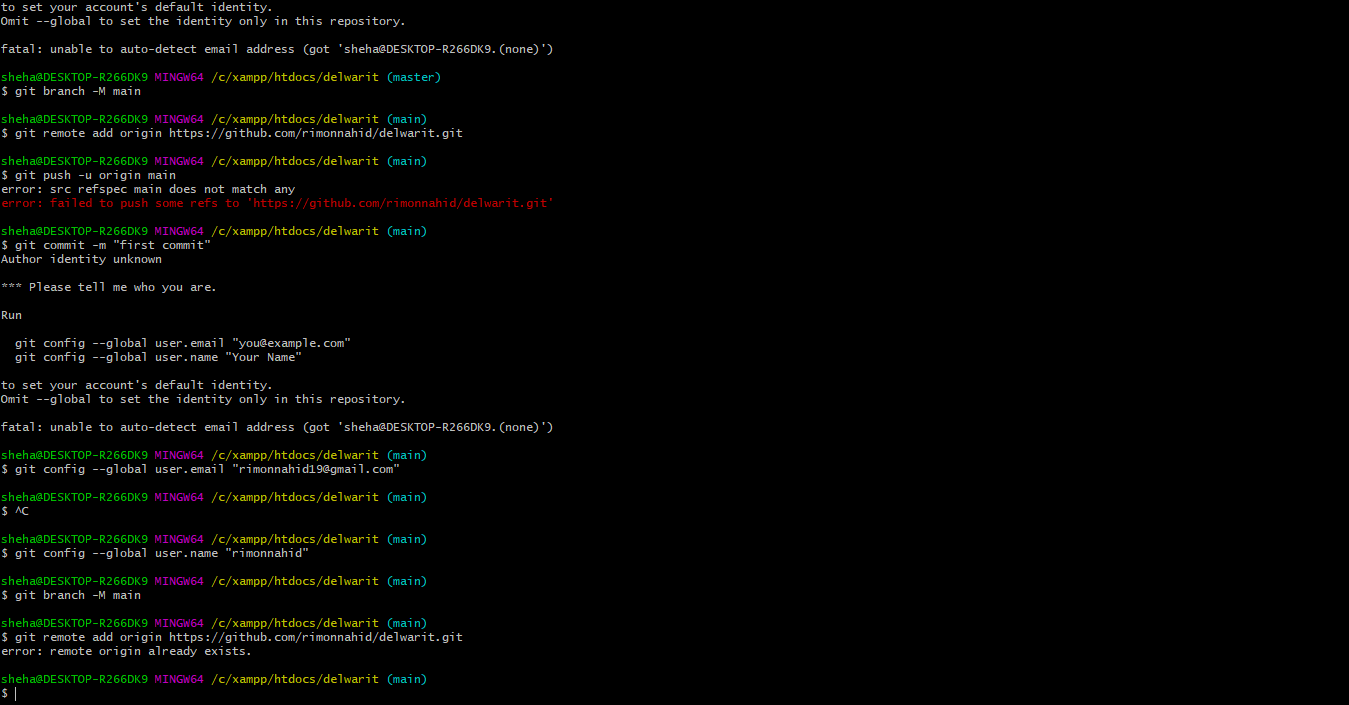 to set your account's default identity.
Omit --global to set the identity only in this repository.
fatal: unable to auto-detect email address (got 'sheha@DESKTOP-R266DK9.(none)')
sheha@DESKTOP-R266DK9 MINGW64 /c/xampp/htdocs/delwarit (master)
$ git branch -M main
sheha@DESKTOP-R266DK9 MINGW64 /c/xampp/htdocs/delwarit (main)
$ git remote add origin https://github.com/rimonnahid/delwarit.git
sheha@DESKTOP-R266DK9 MINGW64 /c/xampp/htdocs/delwarit (main)
$ git push -u origin main
error: src refspec main does not match any
error: failed to push some refs to 'https://github.com/rimonnahid/delwarit.git'
sheha@DESKTOP-R266DK9 MINGW64 /c/xampp/htdocs/delwarit (main)
$ git commit -m "first commit"
Author identity unknown
*** Please tell me who you are.
Run
git config --global user.email "you@example.com"
git config --global user.name "Your Name"
to set your account's default identity.
Omit --global to set the identity only in this repository.
fatal: unable to auto-detect email address (got 'sheha@DESKTOP-R266DK9.(none)')
sheha@DESKTOP-R266DK9 MINGW64 /c/xampp/htdocs/delwarit (main)
$ git config --global user.email "rimonnahid19@gmail.com"
sheha@DESKTOP-R266DK9 MINGW64 /c/xampp/htdocs/delwarit (main)
$ ^C
sheha@DESKTOP-R266DK9 MINGW64 /c/xampp/htdocs/delwarit (main)
$ git config --global user.name "rimonnahid"
sheha@DESKTOP-R266DK9 MINGW64 /c/xampp/htdocs/delwarit (main)
$ git branch -M main
sheha@DESKTOP-R266DK9 MINGW64 /c/xampp/htdocs/delwarit (main)
$ git remote add origin https://github.com/rimonnahid/delwarit.git
error: remote origin already exists.
sheha@DESKTOP-R266DK9 MINGW64 /c/xampp/htdocs/delwarit (main)
$